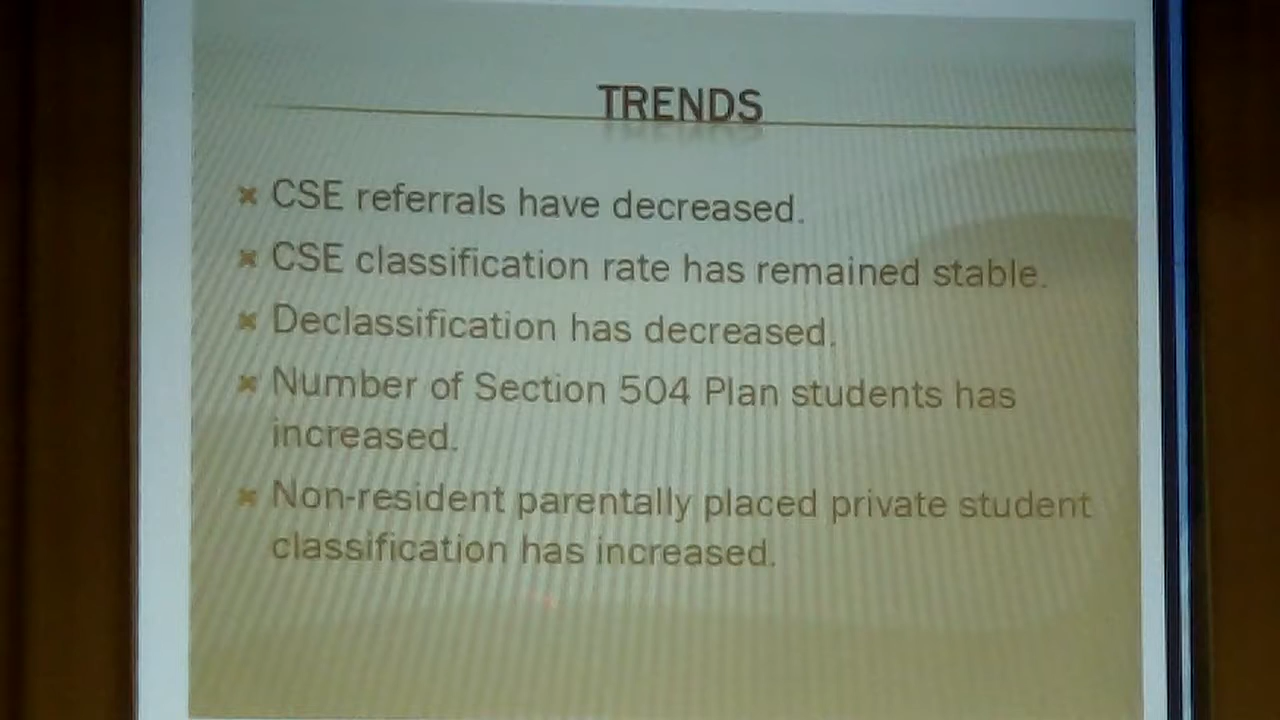 TRENDS
CSE referrals have decreased.
CSE classification rate has remained stable.
Declassification has decreased.
Number of Section 504 Plan students has
increased.
Non-resident parentally placed private student
classification has increased.